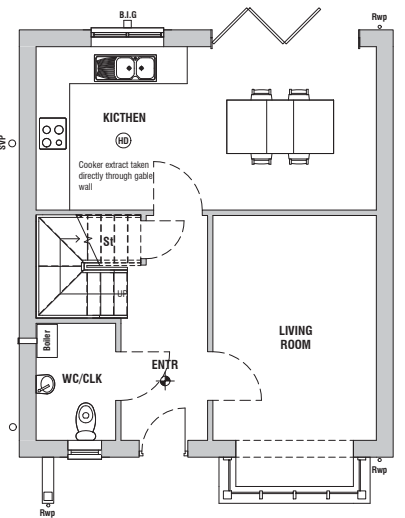 B.I.G
Rwp
KICTHEN
SVP
HD
Cooker extract taken
directly through gable
wall
St
UP
LIVING
ROOM
Boiler
WC/CLK
ENTR
Rwp
Rwp